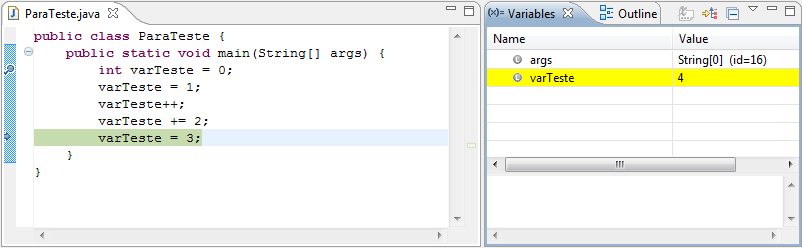 ParaTeste.java
public class ParaTeste {
public static void main(String[] args) {
int varTeste = 0;
varTeste = 1;
varTeste++;
varTeste += 2;
varTeste = 3;
}
}
(x)= Variables Outline
Name Value
args String[0] (id=16)
varTeste 4